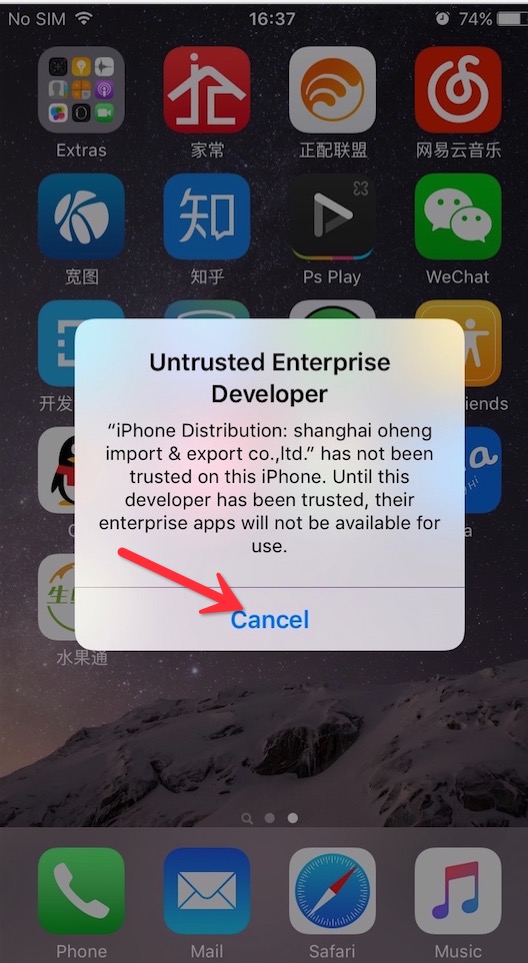 No SIM 16:37 74%
Extras 家常 正配联盟 网易云音乐
家
知
宽图 知乎 Ps Play WeChat
开发
iends
Untrusted Enterprise
Developer
“iPhone Distribution: shanghai oheng
import & export co.,ltd.” has not been
trusted on this iPhone. Until this
developer has been trusted, their
enterprise apps will not be available for
use.
Cancel
水果通
Phone Mail Safari Music